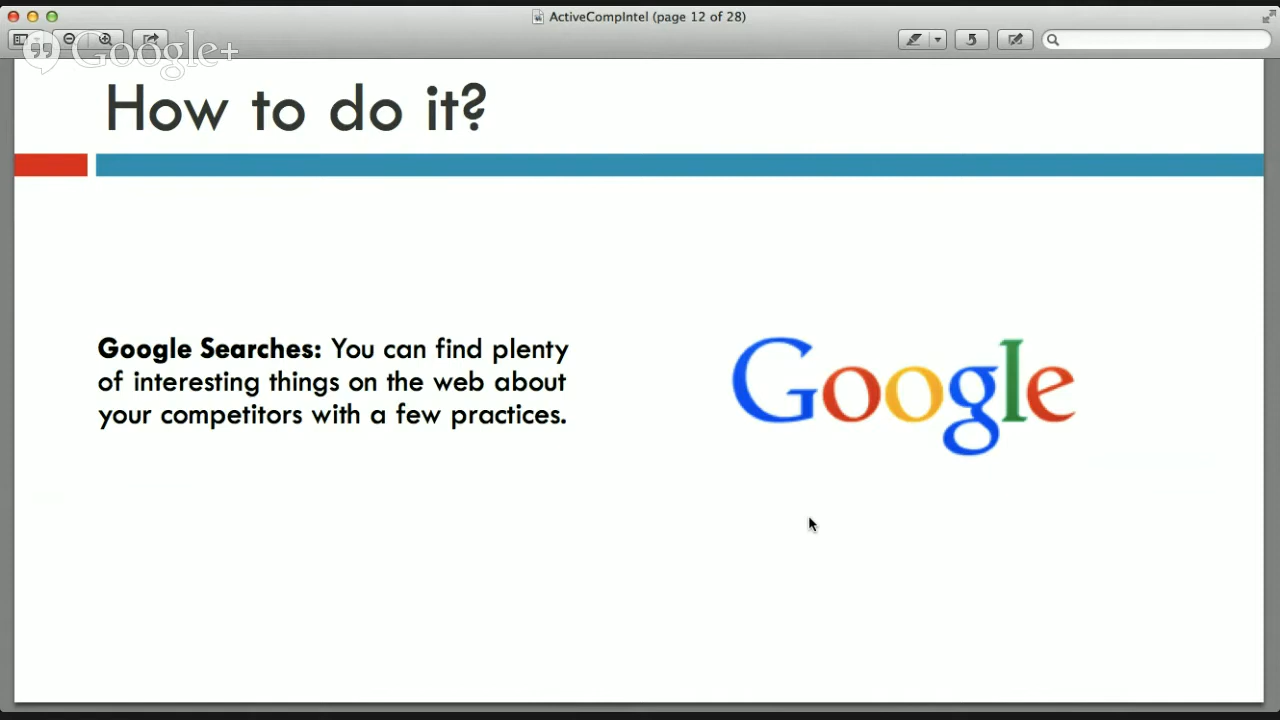 ActiveCompIntel (page 12 of 28)
Google+
How to do it?
Google Searches: You can find plenty
of interesting things on the web about
your competitors with a few practices.
Google